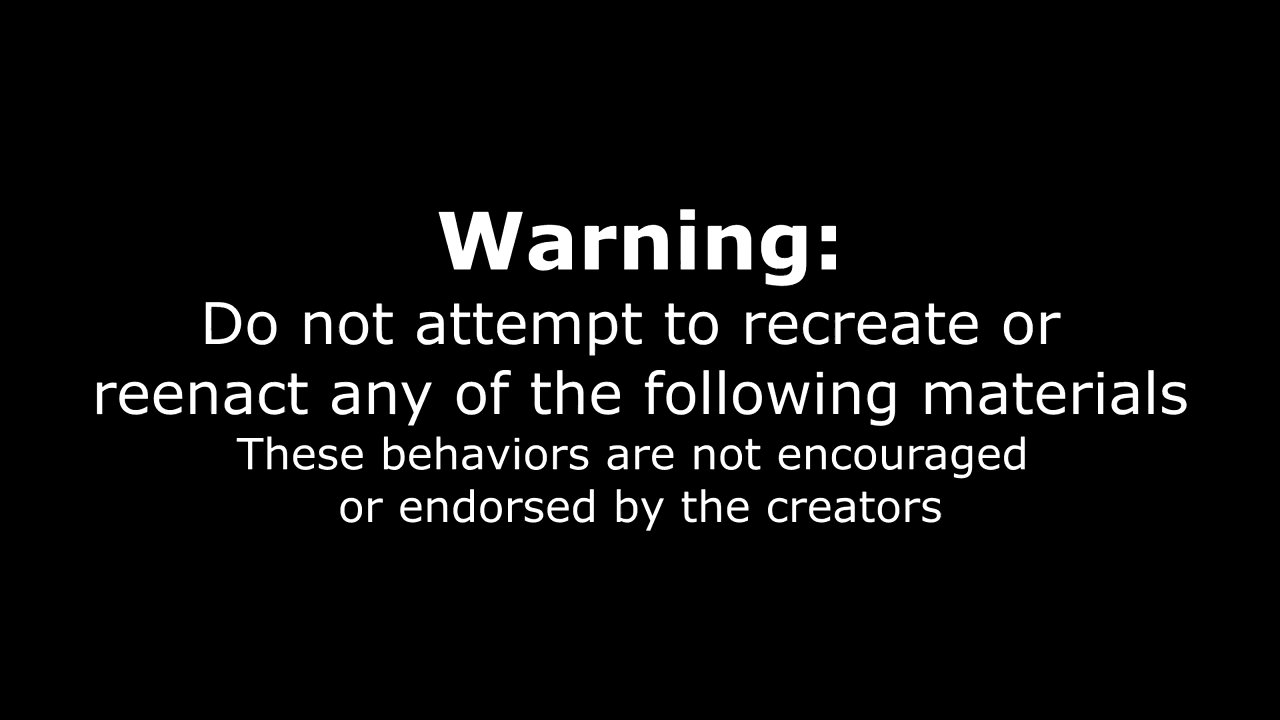 Warning:
Do not attempt to recreate or
reenact any of the following materials
These behaviors are not encouraged
or endorsed by the creators